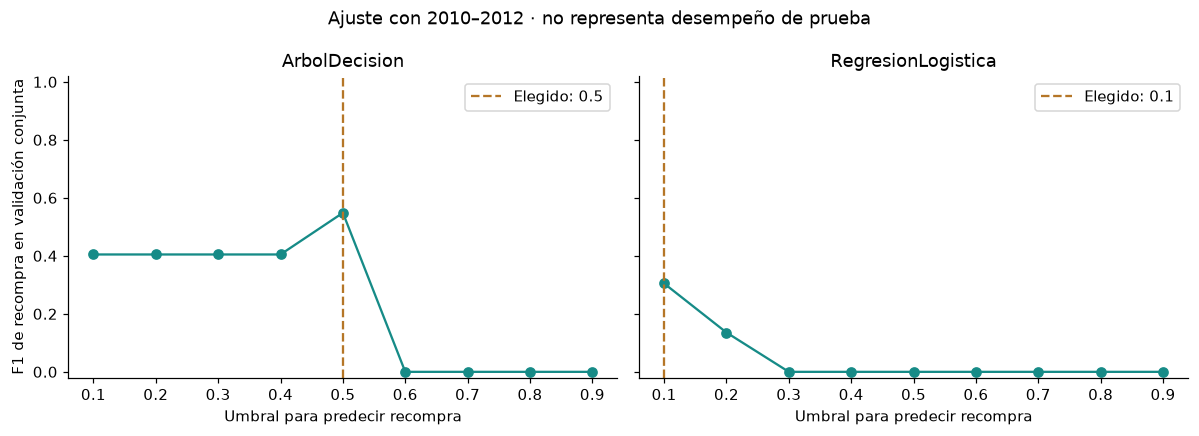 Ajuste con 2010–2012 · no representa desempeño de prueba
ArbolDecision
F1 de recompra en validación conjunta
1.0
0.8
0.6
0.4
0.2
0.0
Elegido: 0.5
0.1 0.2 0.3 0.4 0.5 0.6 0.7 0.8 0.9
Umbral para predecir recompra
RegresionLogistica
Elegido: 0.1
0.1 0.2 0.3 0.4 0.5 0.6 0.7 0.8 0.9
Umbral para predecir recompra